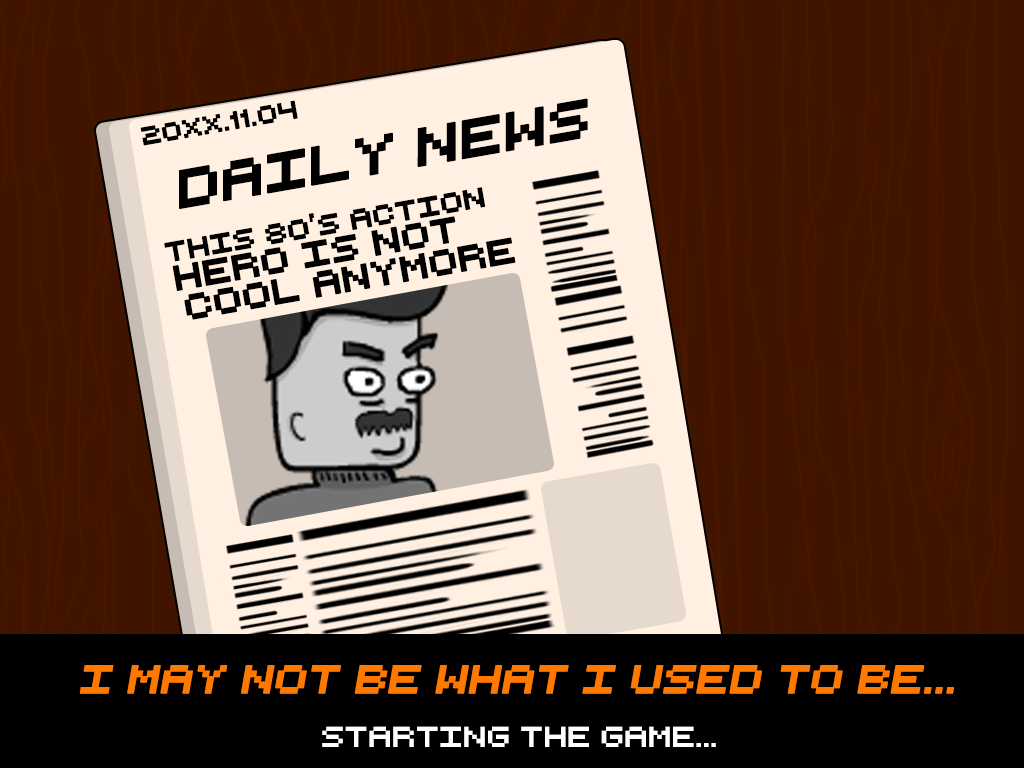 20XX.11.04
DAILY NEWS
THIS 80'S ACTION
HERO IS NOT
COOL ANYMORE
I MAY NOT BE WHAT I USED TO BE...
STARTING THE GAME...